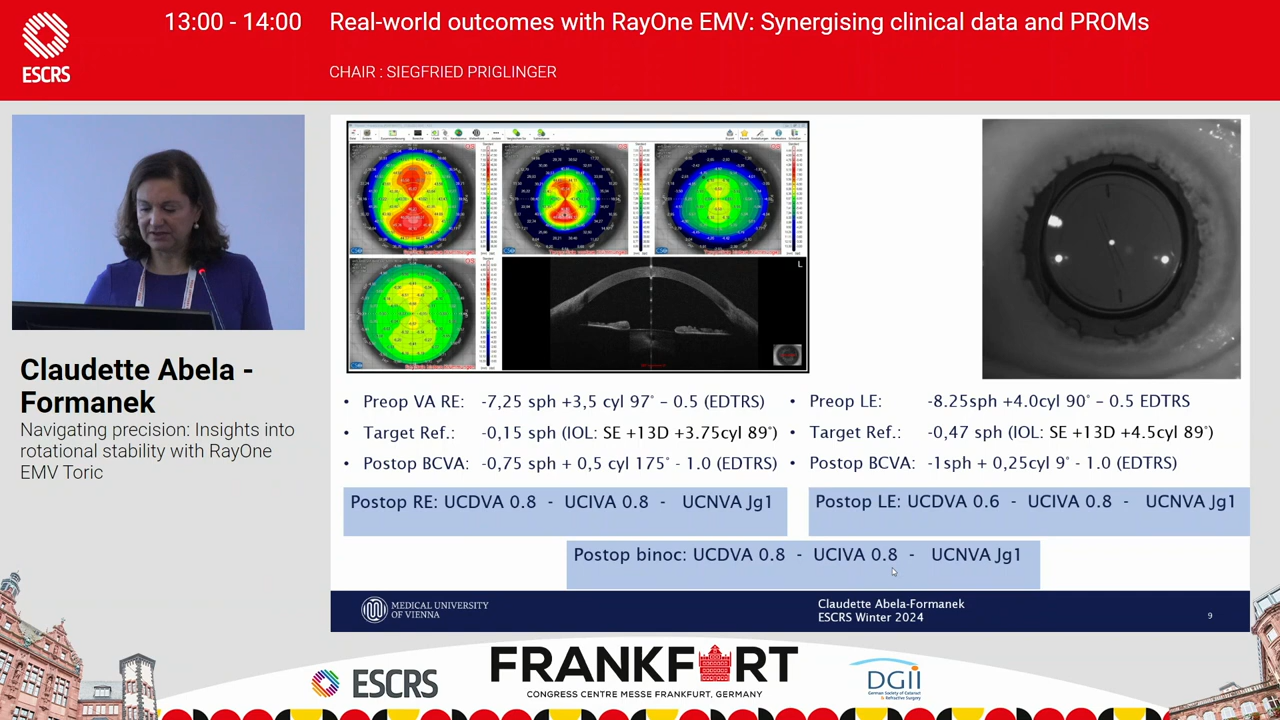 13:00 - 14:00 Real-world outcomes with RayOne EMV: Synergising clinical data and PROMs
ESCRS
CHAIR : SIEGFRIED PRIGLINGER
Claudette Abela -
Formanek
Navigating precision: Insights into
rotational stability with RayOne
EMV Toric
L
• Preop VA RE: -7,25 sph +3,5 cyl 97° – 0.5 (EDTRS)
• Target Ref.: -0,15 sph (IOL: SE +13D +3.75cyl 89°)
• Postop BCVA: -0,75 sph + 0,5 cyl 175° - 1.0 (EDTRS)
• Preop LE: -8.25sph +4.0cyl 90° – 0.5 EDTRS
• Target Ref.: -0,47 sph (IOL: SE +13D +4.5cyl 89°)
• Postop BCVA: -1sph + 0,25cyl 9° - 1.0 (EDTRS)
Postop RE: UCDVA 0.8 - UCIVA 0.8 - UCNVA Jg1
Postop LE: UCDVA 0.6 - UCIVA 0.8 - UCNVA Jg1
Postop binoc: UCDVA 0.8 - UCIVA 0.8 - UCNVA Jg1
MEDICAL UNIVERSITY
OF VIENNA
Claudette Abela-Formanek
ESCRS Winter 2024
9
ESCRS
FRANKFURT
CONGRESS CENTRE MESSE FRANKFURT, GERMANY
DGII
German Society of Cataract
& Refractive Surgery